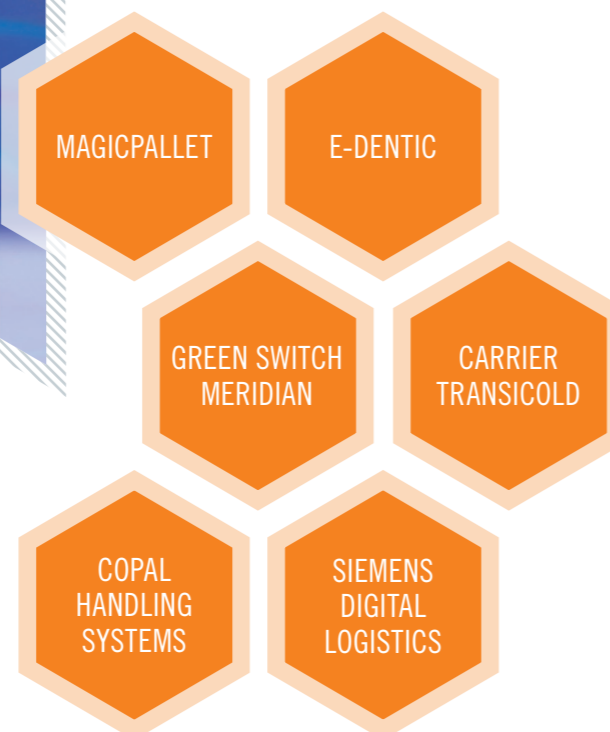 MAGICPALLET
E-DENTIC
GREEN SWITCH
MERIDIAN
CARRIER
TRANSICOLD
COPAL
HANDLING
SYSTEMS
SIEMENS
DIGITAL
LOGISTICS